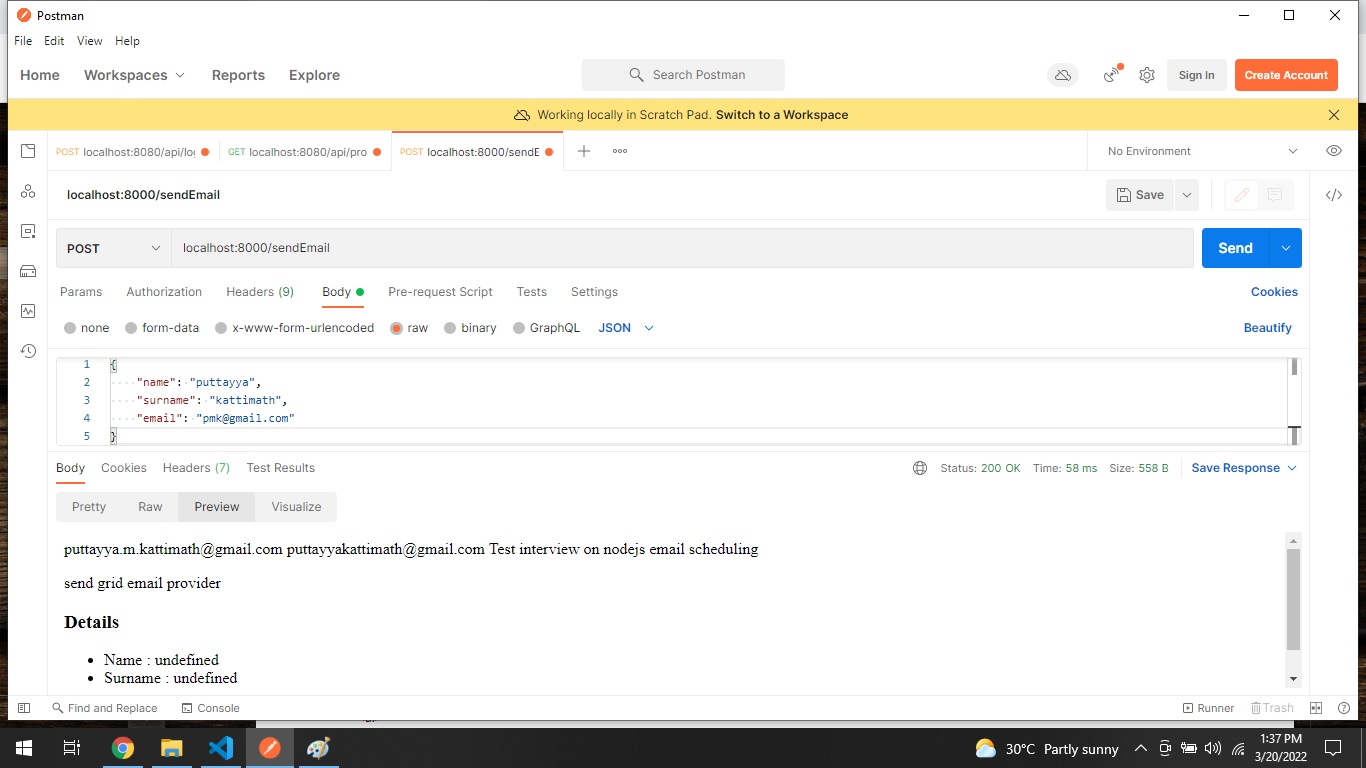 Postman
File Edit View Help
Home Workspaces Reports Explore Search Postman Sign In Create Account
Working locally in Scratch Pad. Switch to a Workspace
POST localhost:8080/api/log GET localhost:8080/api/pro POST localhost:8000/sendE ooo No Environment
localhost:8000/sendEmail Save </>
POST localhost:8000/sendEmail Send
Params Authorization Headers (9) Body Pre-request Script Tests Settings Cookies
none form-data x-www-form-urlencoded raw binary GraphQL JSON Beautify
1 {
2 "name": "puttayya",
3 "surname": "kattimath",
4 "email": "pmk@gmail.com"
5 }
Body Cookies Headers (7) Test Results Status: 200 OK Time: 58 ms Size: 558 B Save Response
Pretty Raw Preview Visualize
puttayya.m.kattimath@gmail.com puttayyakattimath@gmail.com Test interview on nodejs email scheduling
send grid email provider
Details
• Name : undefined
• Surname : undefined
Find and Replace Console Runner Trash
30°C Partly sunny 1:37 PM
3/20/2022